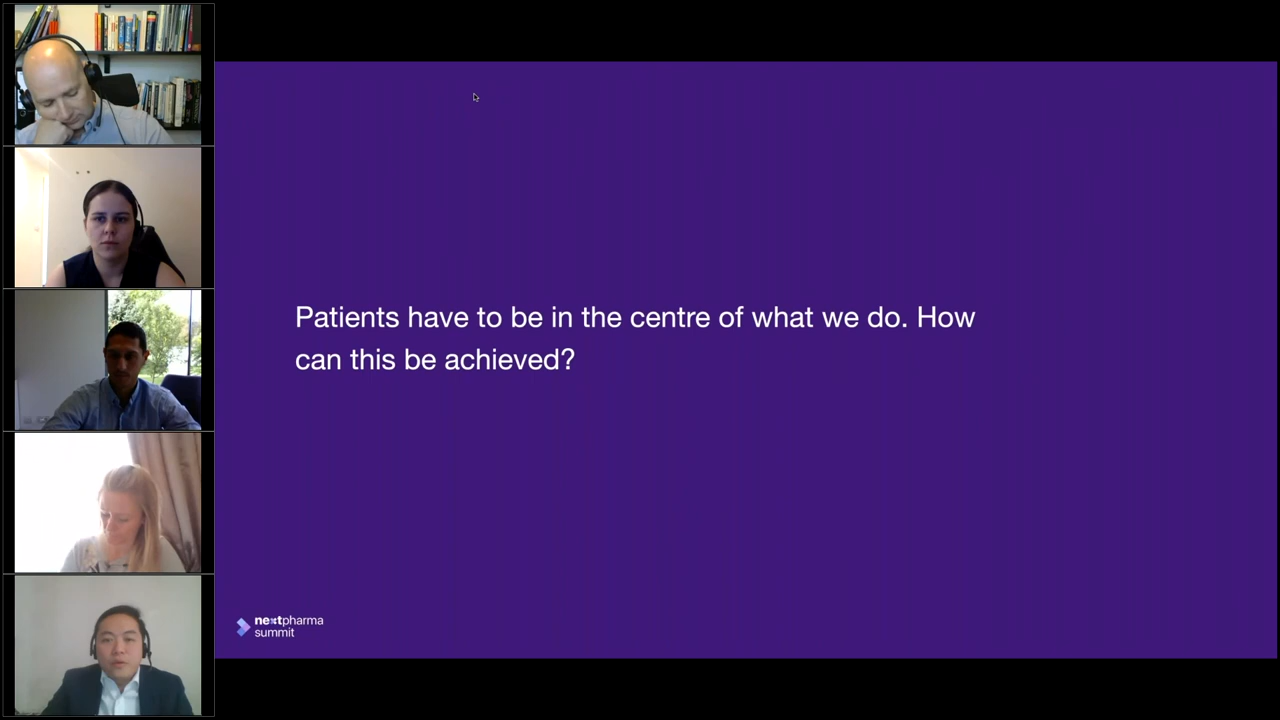 Patients have to be in the centre of what we do. How
can this be achieved?
nextpharma
summit